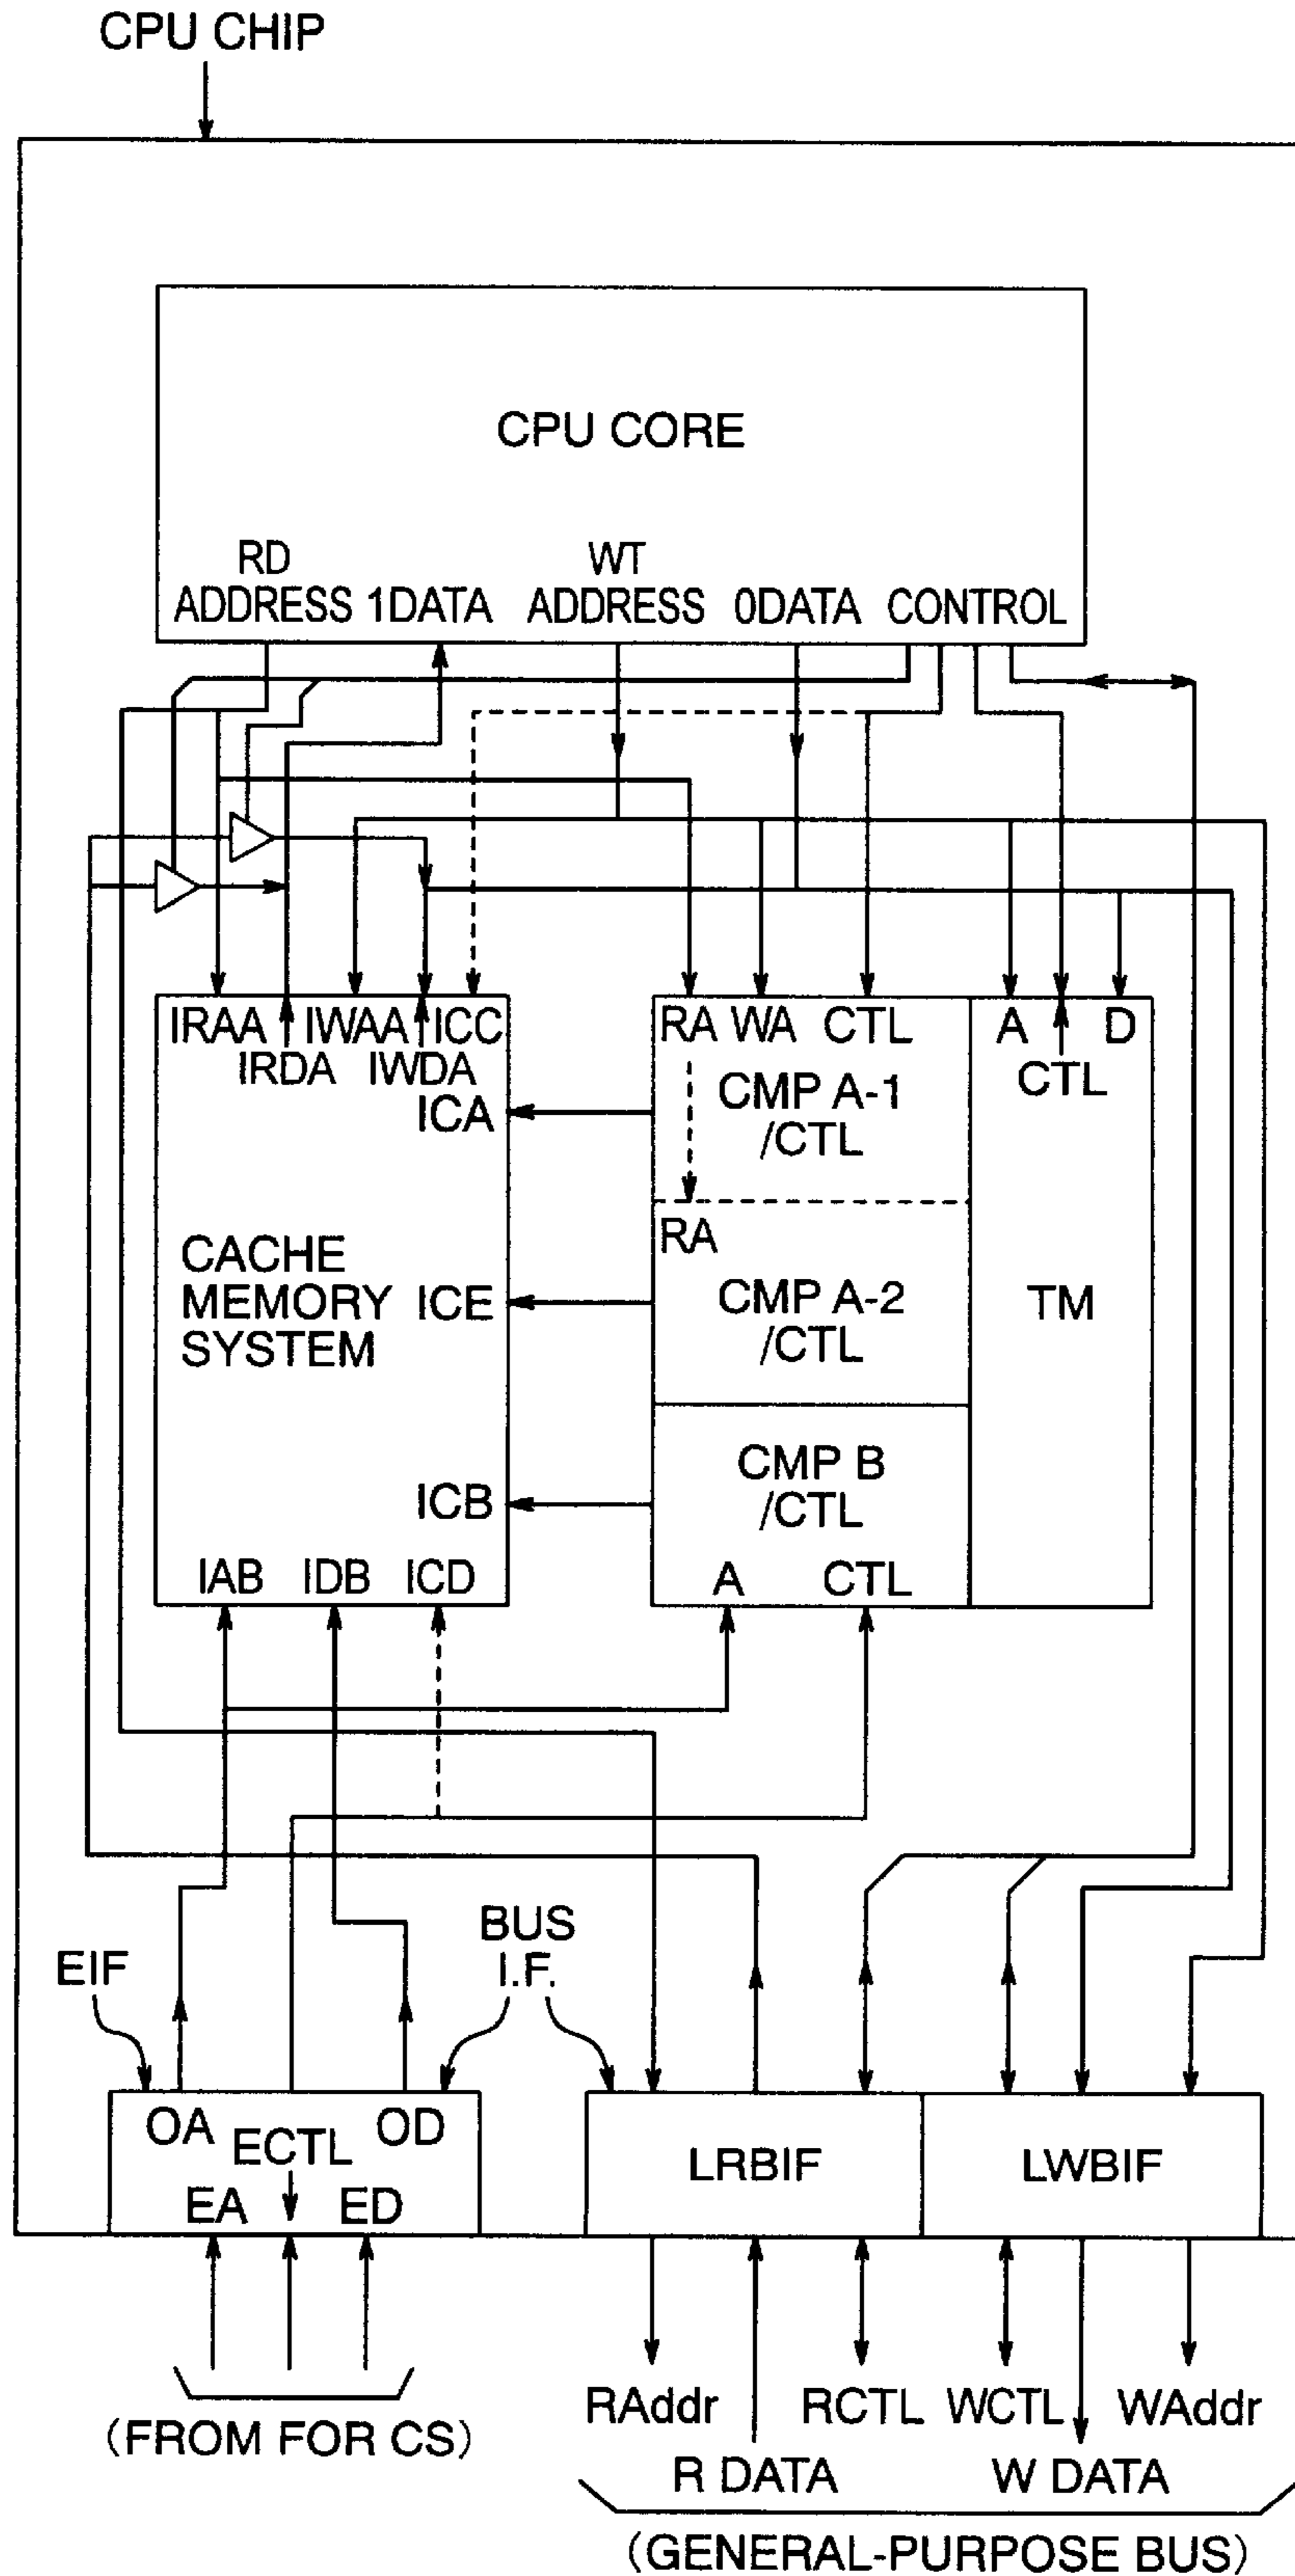 CPU CHIP
CPU CORE
RD
ADDRESS
1DATA
WT
ADDRESS
0DATA
CONTROL
IRAA
IWAA
ICC
IRDA
IWDA
ICA
CACHE
MEMORY
SYSTEM
ICE
ICB
IAB
IDB
ICD
RA
WA
CTL
CMP A-1
/CTL
RA
CMP A-2
/CTL
CMP B
/CTL
A
CTL
A
D
CTL
TM
EIF
BUS
I.F.
OA
OD
ECTL
EA
ED
LRBIF
LWBIF
(FROM FOR CS)
RAddr
RCTL
WCTL
WAddr
R DATA
W DATA
(GENERAL-PURPOSE BUS)